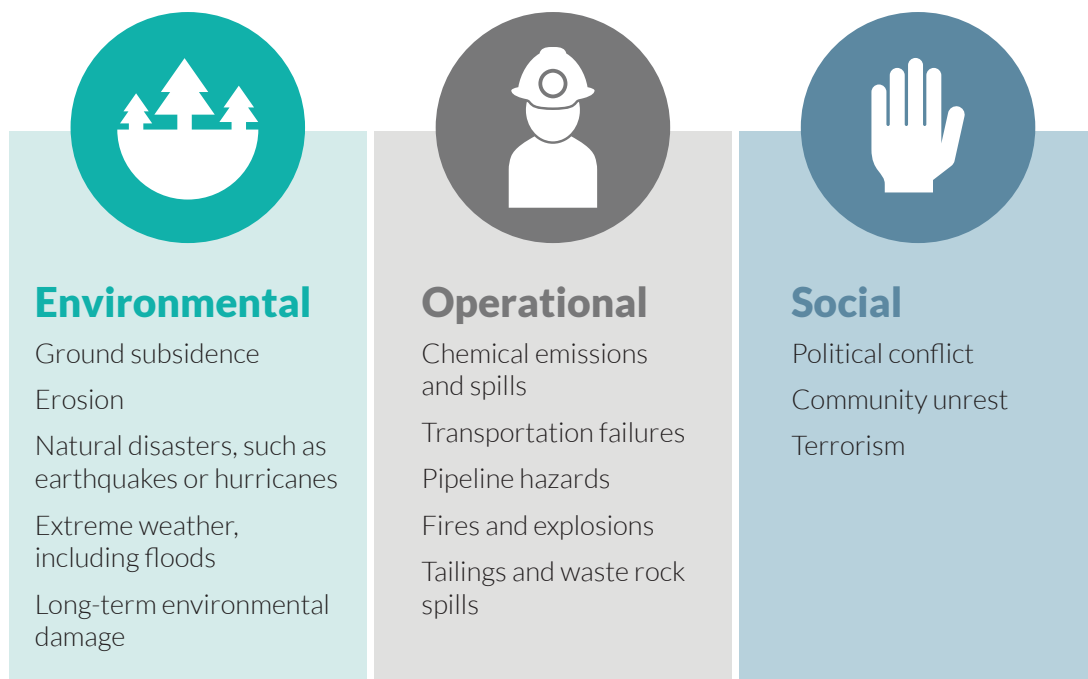 Environmental
Ground subsidence
Erosion
Natural disasters, such as
earthquakes or hurricanes
Extreme weather,
including floods
Long-term environmental
damage
Operational
Chemical emissions
and spills
Transportation failures
Pipeline hazards
Fires and explosions
Tailings and waste rock
spills
Social
Political conflict
Community unrest
Terrorism